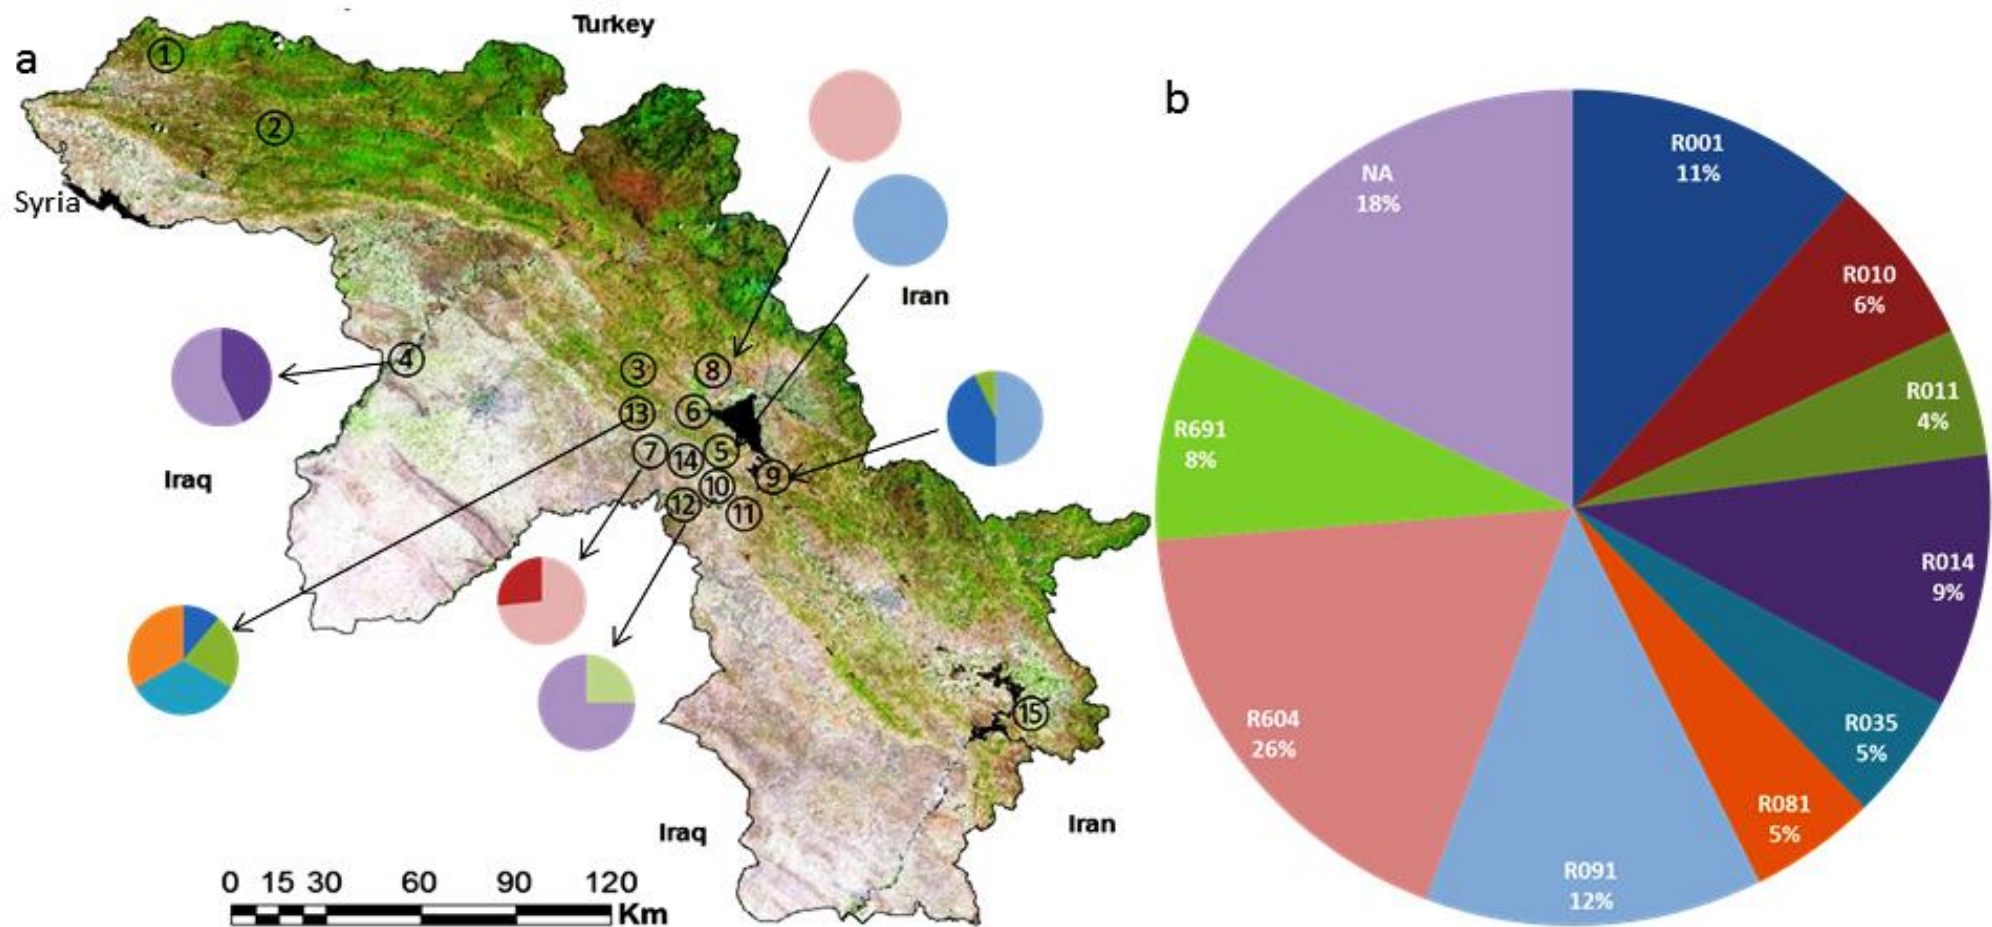 a
Turkey
①
②
Syria
Iran
④
③
⑧
⑬
⑥
⑦
⑭
⑤
⑨
⑩
⑫
⑪
Iraq
⑮
Iraq
Iran
0 15 30 60 90 120
Km
b
R001
11%
NA
18%
R010
6%
R011
4%
R691
8%
R014
9%
R604
26%
R035
5%
R081
5%
R091
12%